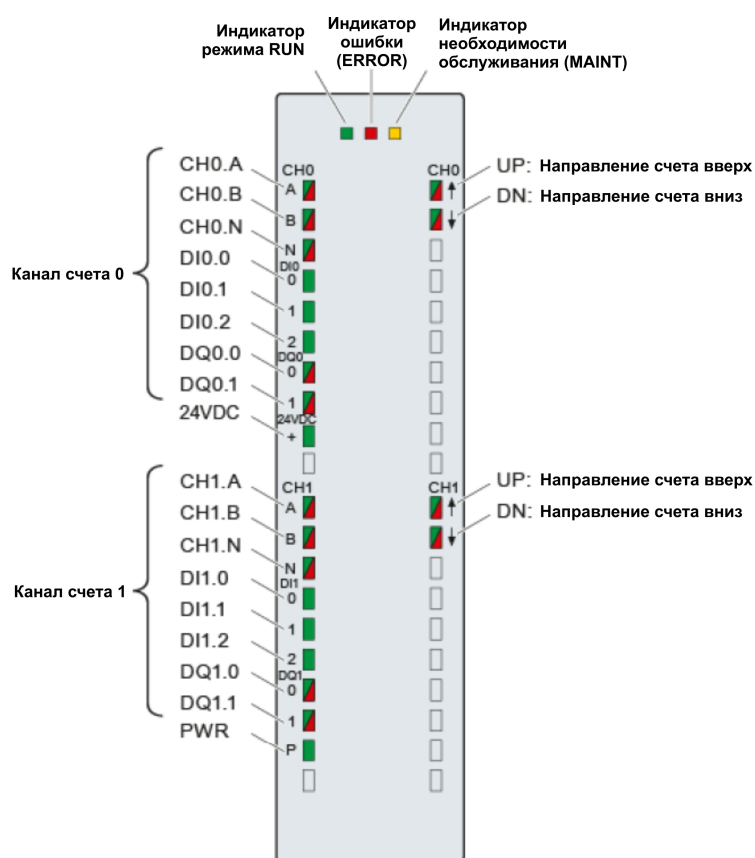 Индикатор
режима RUN
Индикатор
ошибки
(ERROR)
Индикатор
необходимости
обслуживания (MAINT)
Канал счета 0
CH0.A
CH0.B
CH0.N
DI0.0
DI0.1
DI0.2
DQ0.0
DQ0.1
24VDC
CH0
A
B
N
DI0
0
1
2
DQ0
0
1
24VDC
+
CH0
UP: Направление счета вверх
DN: Направление счета вниз
Канал счета 1
CH1.A
CH1.B
CH1.N
DI1.0
DI1.1
DI1.2
DQ1.0
DQ1.1
PWR
CH1
A
B
N
DI1
0
1
2
DQ1
0
1
P
CH1
UP: Направление счета вверх
DN: Направление счета вниз